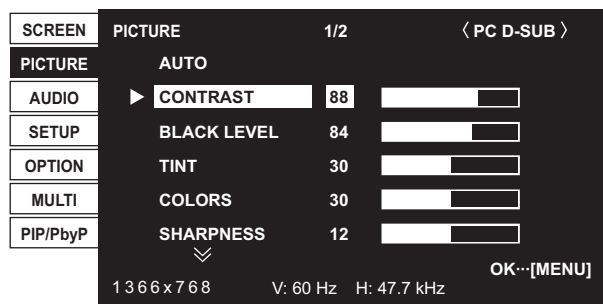 SCREEN
PICTURE
AUDIO
SETUP
OPTION
MULTI
PIP/PbyP
PICTURE 1/2 〈 PC D-SUB 〉
AUTO
CONTRAST 88
BLACK LEVEL 84
TINT 30
COLORS 30
SHARPNESS 12
OK···[MENU]
1366x768 V: 60 Hz H: 47.7 kHz